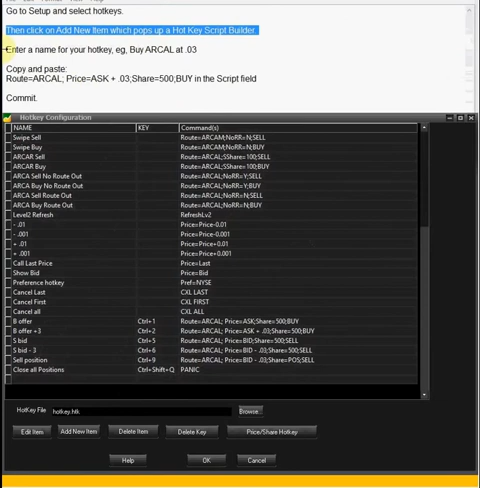 Go to Setup and select hotkeys.
Then click on Add New Item which pops up a Hot Key Script Builder.
Enter a name for your hotkey, eg, Buy ARCAL at .03
Copy and paste:
Route=ARCAL; Price=ASK + .03;Share=500;BUY in the Script field
Commit.
Hotkey Configuration
NAME KEY Command(s)
Swipe Sell Route=ARCAM;NoRR=N;SELL
Swipe Buy Route=ARCAM;NoRR=N;BUY
ARCAR Sell Route=ARCAL;SShare=100;SELL
ARCAR Buy Route=ARCAL;SShare=100;BUY
ARCA Sell No Route Out Route=ARCAL;NoRR=Y;SELL
ARCA Buy No Route Out Route=ARCAL;NoRR=Y;BUY
ARCA Sell Route Out Route=ARCAL;NoRR=N;SELL
ARCA Buy Route Out Route=ARCAL;NoRR=N;BUY
Level2 Refresh RefreshLv2
- .01 Price=Price-0.01
- .001 Price=Price-0.001
+ .01 Price=Price+0.01
+ .001 Price=Price+0.001
Call Last Price Price=Last
Show Bid Price=Bid
Preference hotkey Pref=NYSE
Cancel Last CXL LAST
Cancel First CXL FIRST
Cancel all CXL ALL
B offer Ctrl+1 Route=ARCAL; Price=ASK;Share=500;BUY
B offer +3 Ctrl+2 Route=ARCAL; Price=ASK + .03;Share=500;BUY
S bid Ctrl+5 Route=ARCAL; Price=BID;Share=500;SELL
S bid - 3 Ctrl+6 Route=ARCAL; Price=BID - .03;Share=500;SELL
Sell position Ctrl+9 Route=ARCAL; Price=BID - .03;Share=POS;SELL
Close all Positions Ctrl+Shift+Q PANIC
HotKey File hotkey.htk Browse...
Edit Item Add New Item Delete Item Delete Key Price/Share Hotkey
Help OK Cancel